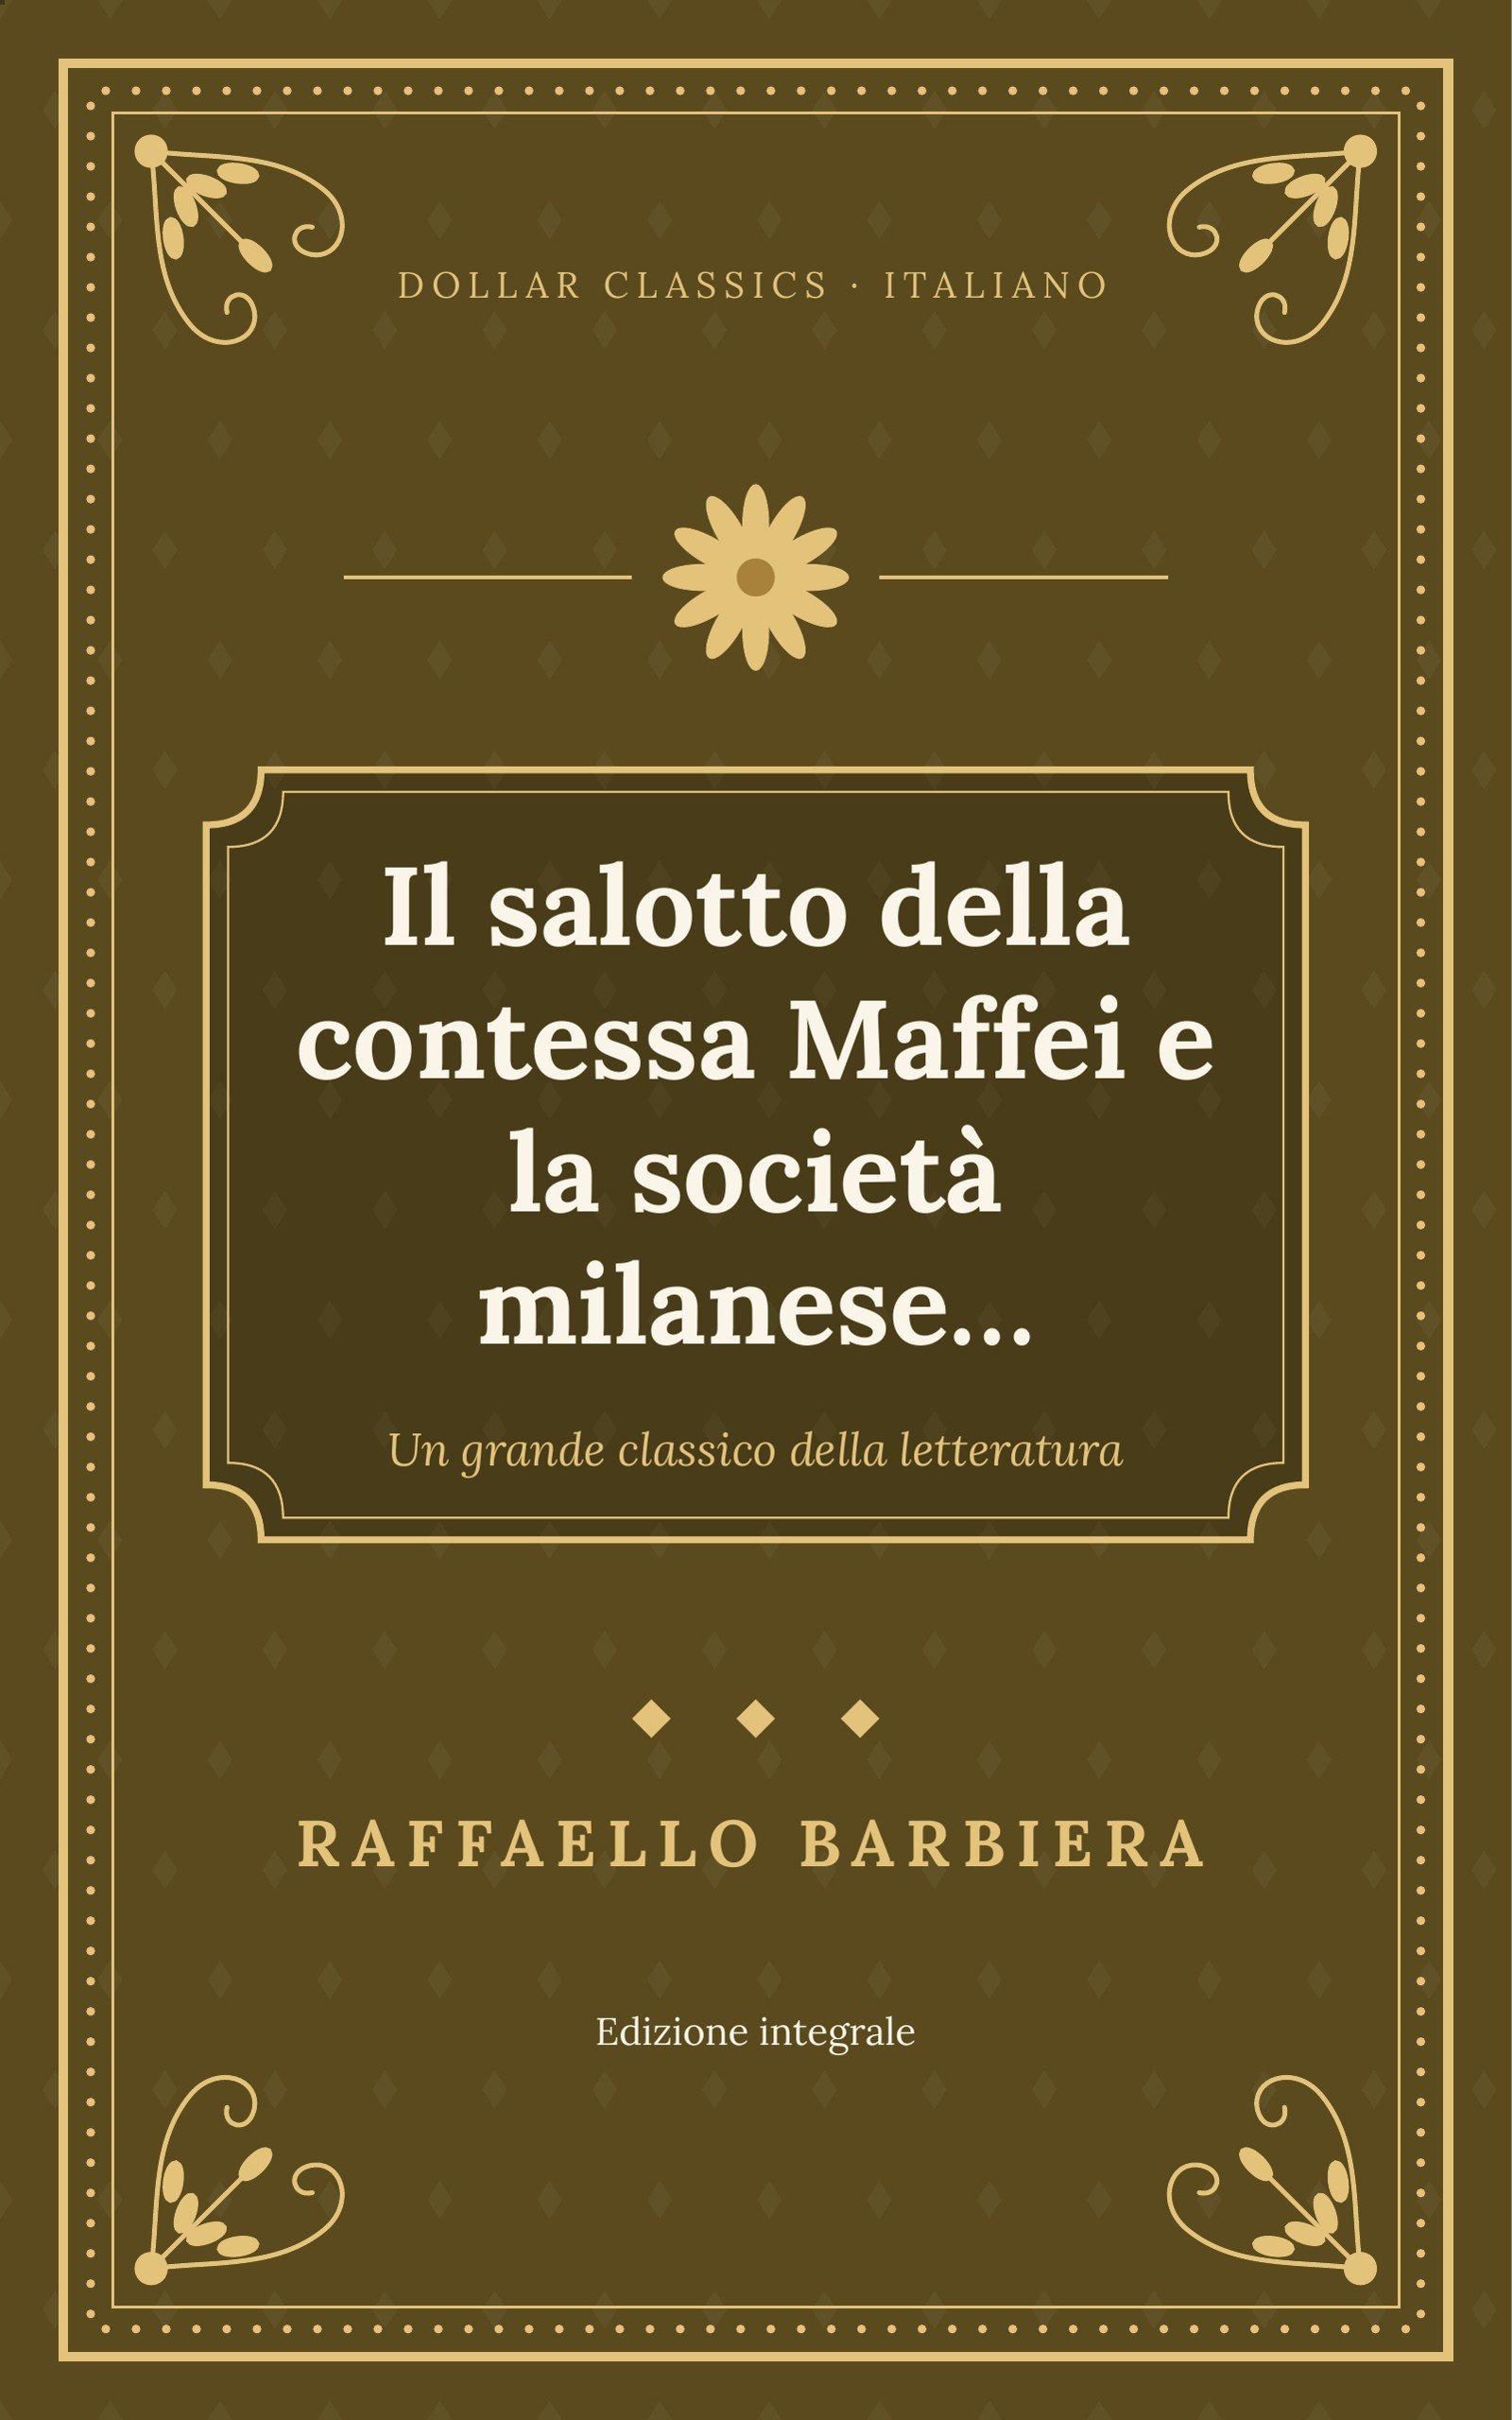 DOLLAR CLASSICS · ITALIANO
Il salotto della
contessa Maffei e
la società
milanese…
Un grande classico della letteratura
RAFFAELLO BARBIERA
Edizione integrale